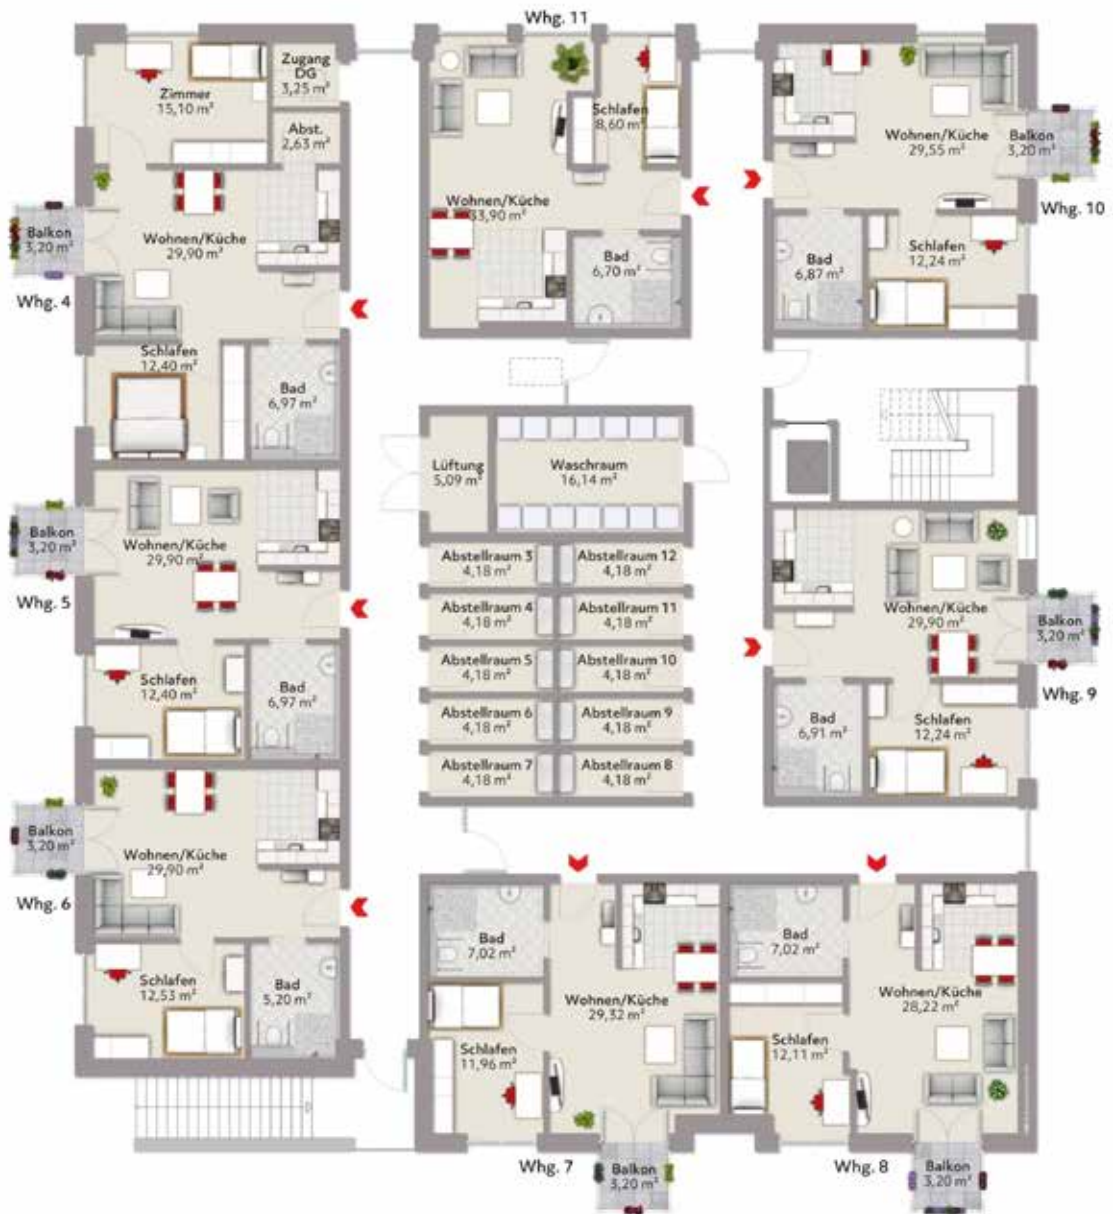 Whg. 11
Zugang
DG
3,25 m²
Zimmer
15,10 m²
Abst.
2,63 m²
Wohnen/Küche
29,90 m²
Balkon
3,20 m²
Whg. 4
Schlafen
12,40 m²
Bad
6,97 m²
Schlafen
8,60 m²
Wohnen/Küche
33,90 m²
Bad
6,70 m²
Wohnen/Küche
29,55 m²
Balkon
3,20 m²
Whg. 10
Bad
6,87 m²
Schlafen
12,24 m²
Balkon
3,20 m²
Wohnen/Küche
29,90 m²
Whg. 5
Schlafen
12,40 m²
Bad
6,97 m²
Lüftung
5,09 m²
Waschraum
16,14 m²
Abstellraum 3
4,18 m²
Abstellraum 12
4,18 m²
Abstellraum 4
4,18 m²
Abstellraum 11
4,18 m²
Abstellraum 5
4,18 m²
Abstellraum 10
4,18 m²
Abstellraum 6
4,18 m²
Abstellraum 9
4,18 m²
Abstellraum 7
4,18 m²
Abstellraum 8
4,18 m²
Wohnen/Küche
29,90 m²
Balkon
3,20 m²
Whg. 9
Bad
6,91 m²
Schlafen
12,24 m²
Balkon
3,20 m²
Wohnen/Küche
29,90 m²
Whg. 6
Schlafen
12,53 m²
Bad
5,20 m²
Bad
7,02 m²
Wohnen/Küche
29,32 m²
Schlafen
11,96 m²
Whg. 7
Balkon
3,20 m²
Bad
7,02 m²
Wohnen/Küche
28,22 m²
Schlafen
12,11 m²
Whg. 8
Balkon
3,20 m²